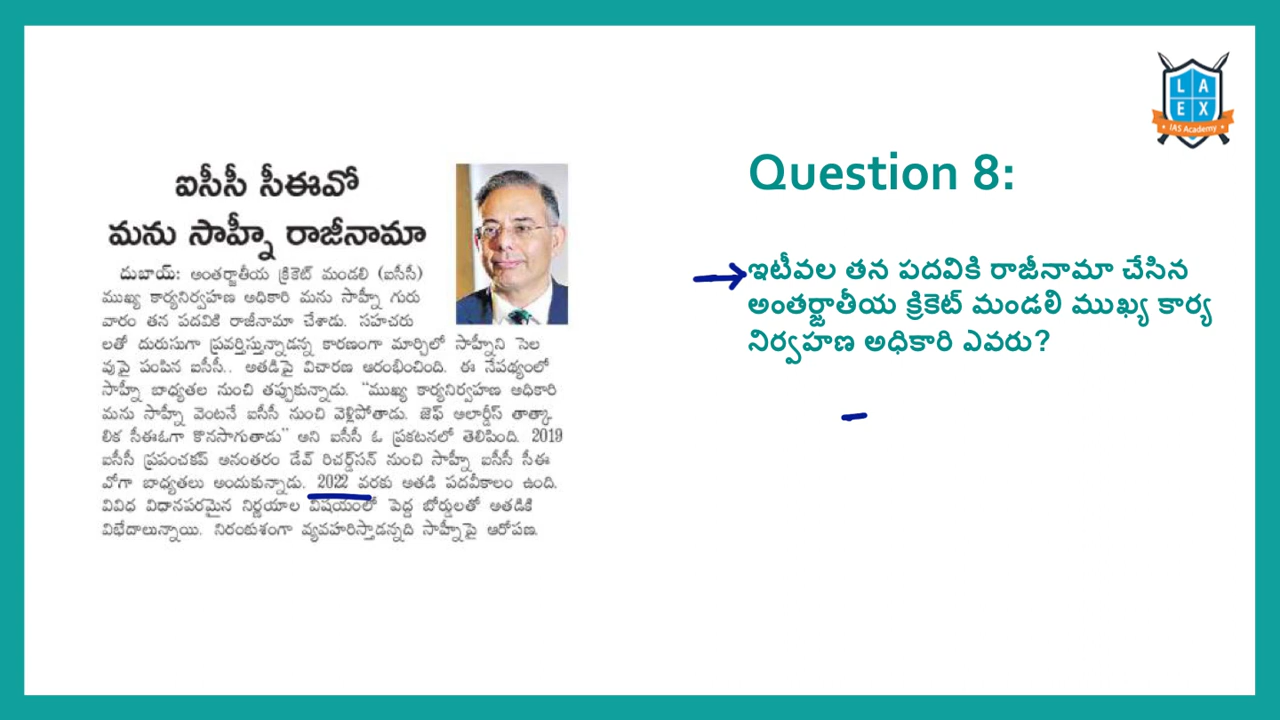 L A
E X
IAS Academy
ఐసీసీ సీఈవో
మను సాహ్నీ రాజీనామా
దుబాయ్: అంతర్జాతీయ క్రికెట్ మండలి (ఐసీసీ)
ముఖ్య కార్యనిర్వహణ అధికారి మను సాహ్నీ గురు
వారం తన పదవికి రాజీనామా చేశాడు. సహచరు
లతో దురుసుగా ప్రవర్తిస్తున్నాడన్న కారణంగా మార్చిలో సాహ్నీని సెల
వుపై పంపిన ఐసీసీ.. అతడిపై విచారణ ఆరంభించింది. ఈ నేపథ్యంలో
సాహ్నీ బాధ్యతల నుంచి తప్పుకున్నాడు. "ముఖ్య కార్యనిర్వహణ అధికారి
మను సాహ్నీ వెంటనే ఐసీసీ నుంచి వెళ్లిపోతాడు. జెఫ్ అలార్డీస్ తాత్కా
లిక సీఈఓగా కొనసాగుతాడు" అని ఐసీసీ ఓ ప్రకటనలో తెలిపింది. 2019
ఐసీసీ ప్రపంచకప్ అనంతరం డేవ్ రిచర్డ్‌సన్ నుంచి సాహ్నీ ఐసీసీ సీఈ
వోగా బాధ్యతలు అందుకున్నాడు. 2022 వరకు అతడి పదవీకాలం ఉంది.
వివిధ విధానపరమైన నిర్ణయాల విషయంలో పెద్ద బోర్డులతో అతడికి
విభేదాలున్నాయి. నిరంకుశంగా వ్యవహరిస్తాడన్నది సాహ్నీపై ఆరోపణ.
Question 8:
ఇటీవల తన పదవికి రాజీనామా చేసిన
అంతర్జాతీయ క్రికెట్ మండలి ముఖ్య కార్య
నిర్వహణ అధికారి ఎవరు?